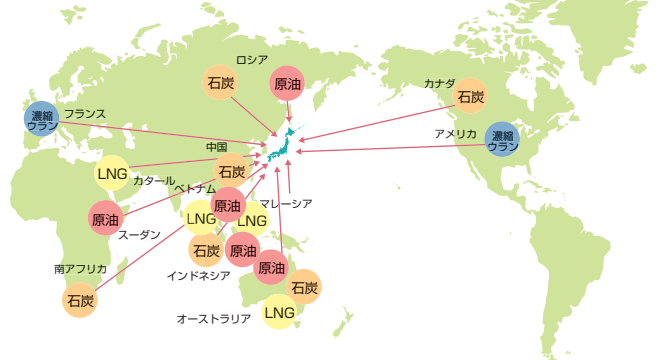 ロシア
石炭
原油
カナダ
石炭
フランス
濃縮
ウラン
アメリカ
濃縮
ウラン
中国
石炭
LNG
カタール
ベトナム
原油
マレーシア
LNG
LNG
原油
スーダン
石炭
インドネシア
原油
原油
南アフリカ
石炭
石炭
オーストラリア
LNG